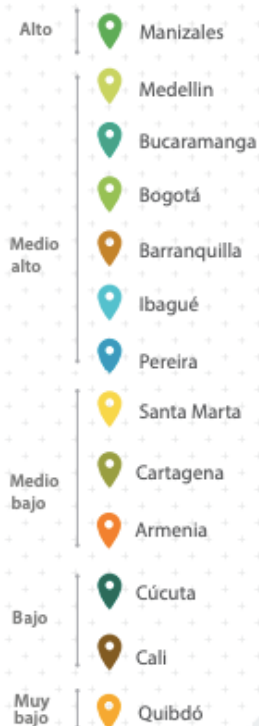 Alto
Manizales
Medellin
Bucaramanga
Bogotá
Medio
alto
Barranquilla
Ibagué
Pereira
Santa Marta
Medio
bajo
Cartagena
Armenia
Bajo
Cúcuta
Cali
Muy
bajo
Quibdó